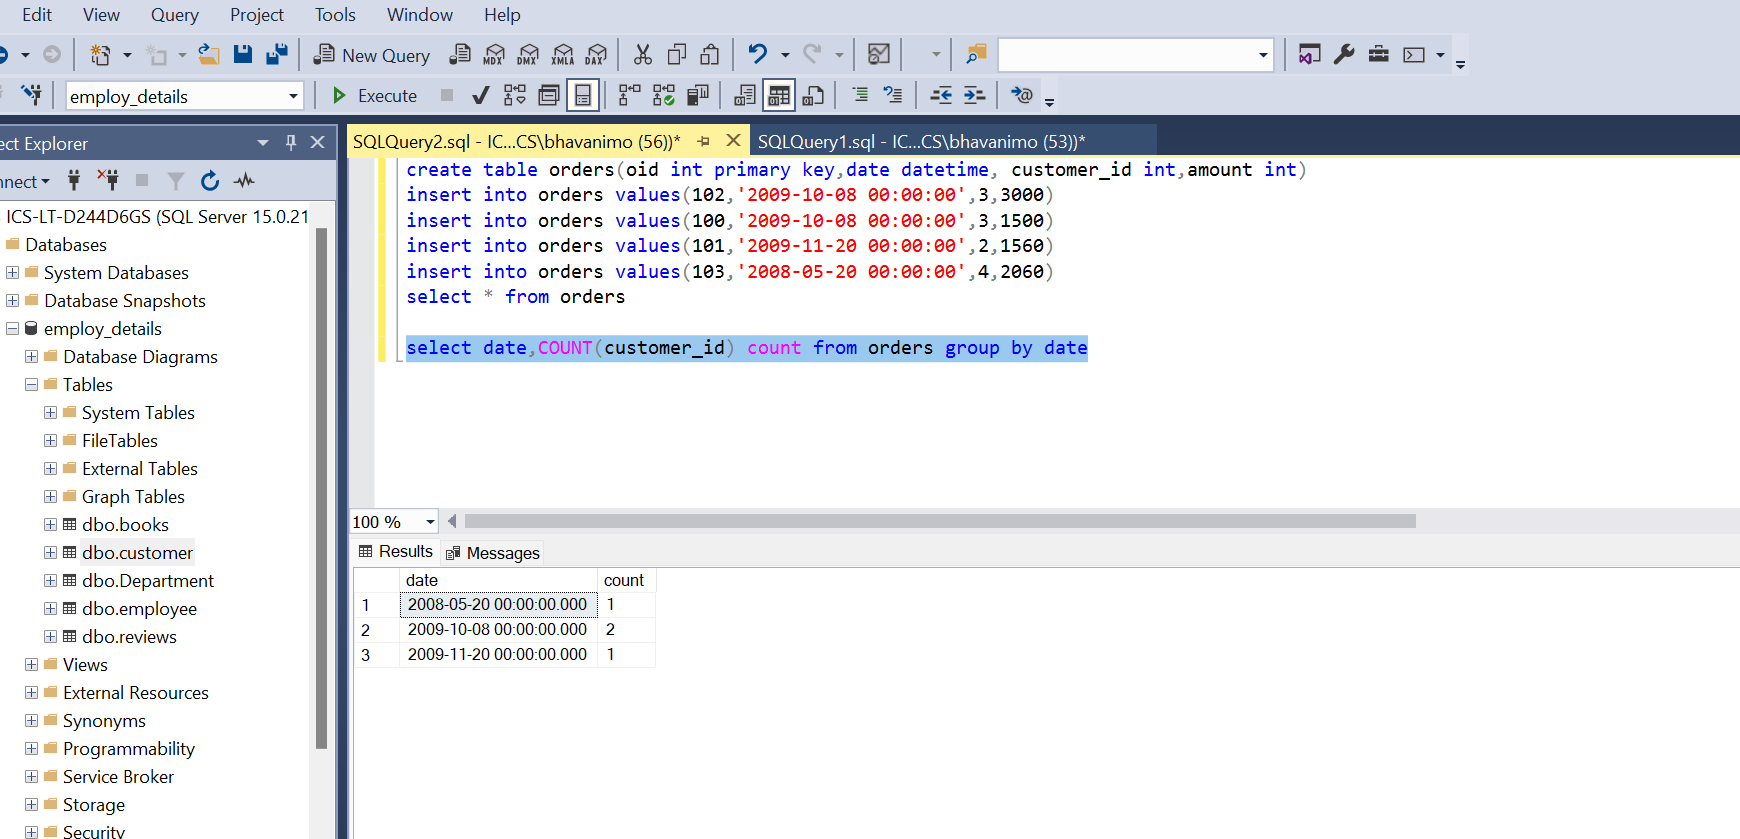 Edit View Query Project Tools Window Help
New Query MDX DMX XMLA DAX
employ_details Execute
ect Explorer
nnect
ICS-LT-D244D6GS (SQL Server 15.0.21
Databases
System Databases
Database Snapshots
employ_details
Database Diagrams
Tables
System Tables
FileTables
External Tables
Graph Tables
dbo.books
dbo.customer
dbo.Department
dbo.employee
dbo.reviews
Views
External Resources
Synonyms
Programmability
Service Broker
Storage
Security
SQLQuery2.sql - IC...CS\bhavanimo (56))* SQLQuery1.sql - IC...CS\bhavanimo (53))*
create table orders(oid int primary key,date datetime, customer_id int,amount int)
insert into orders values(102,'2009-10-08 00:00:00',3,3000)
insert into orders values(100,'2009-10-08 00:00:00',3,1500)
insert into orders values(101,'2009-11-20 00:00:00',2,1560)
insert into orders values(103,'2008-05-20 00:00:00',4,2060)
select * from orders
select date,COUNT(customer_id) count from orders group by date
100 %
Results Messages
date count
1 2008-05-20 00:00:00.000 1
2 2009-10-08 00:00:00.000 2
3 2009-11-20 00:00:00.000 1